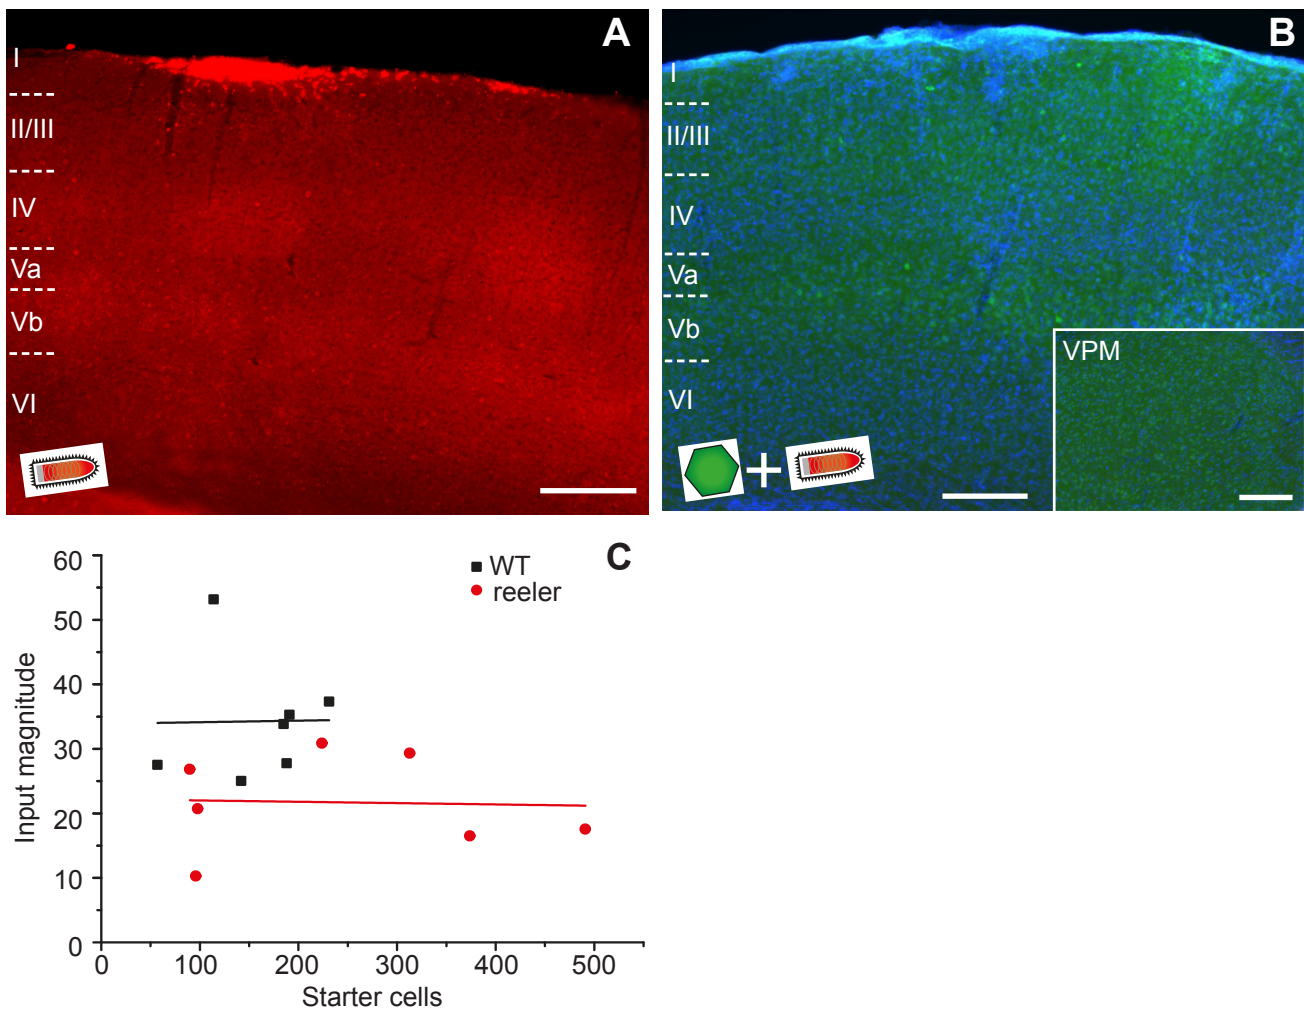 A
I
II/III
IV
Va
Vb
VI
B
I
II/III
IV
Va
Vb
VI
VPM
+
C
WT
reeler
Input magnitude
60
50
40
30
20
10
0
0 100 200 300 400 500
Starter cells